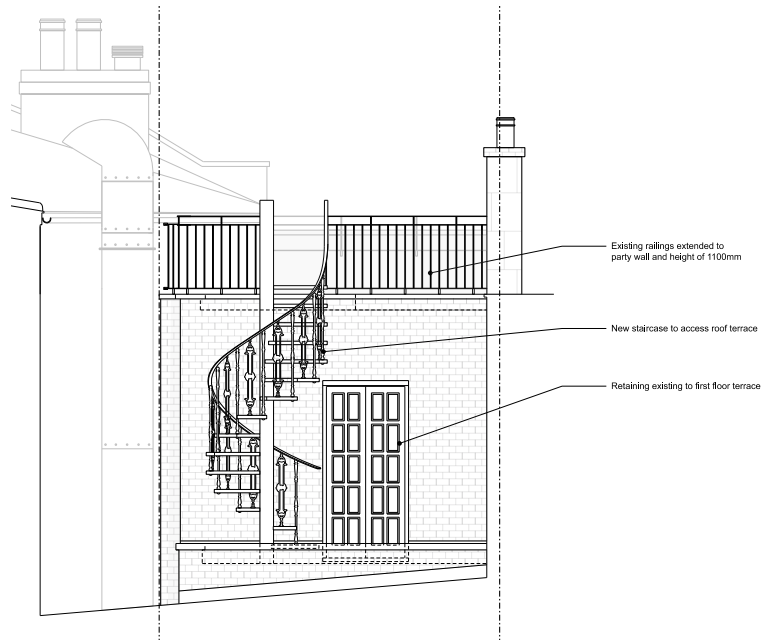 Existing railings extended to
party wall and height of 1100mm
New staircase to access roof terrace
Retaining existing to first floor terrace